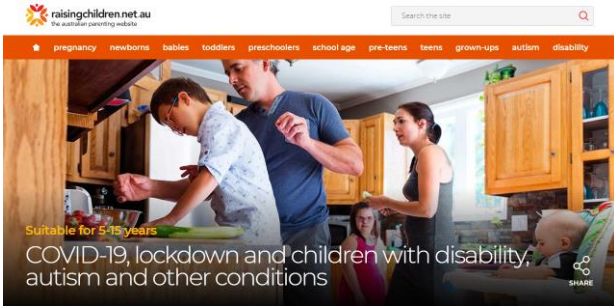 raisingchildren.net.au
the australian parenting website
Search the site
pregnancy newborns babies toddlers preschoolers school age pre-teens teens grown-ups autism disability
Suitable for 5-15 years
COVID-19, lockdown and children with disability,
autism and other conditions
SHARE